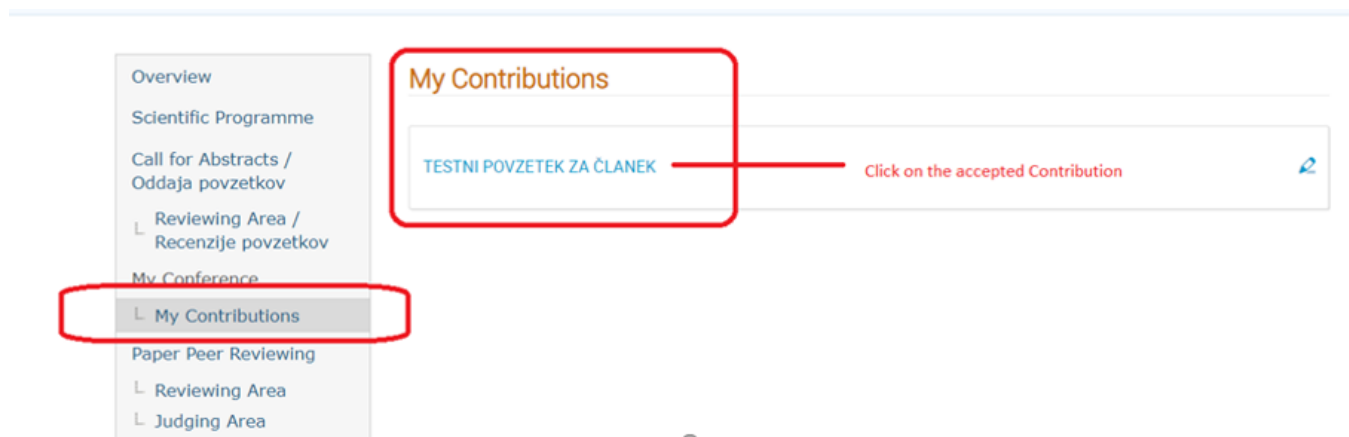 Overview
Scientific Programme
Call for Abstracts /
Oddaja povzetkov
Reviewing Area /
Recenzije povzetkov
My Conference
My Contributions
Paper Peer Reviewing
Reviewing Area
Judging Area
My Contributions
TESTNI POVZETEK ZA ČLANEK
Click on the accepted Contribution